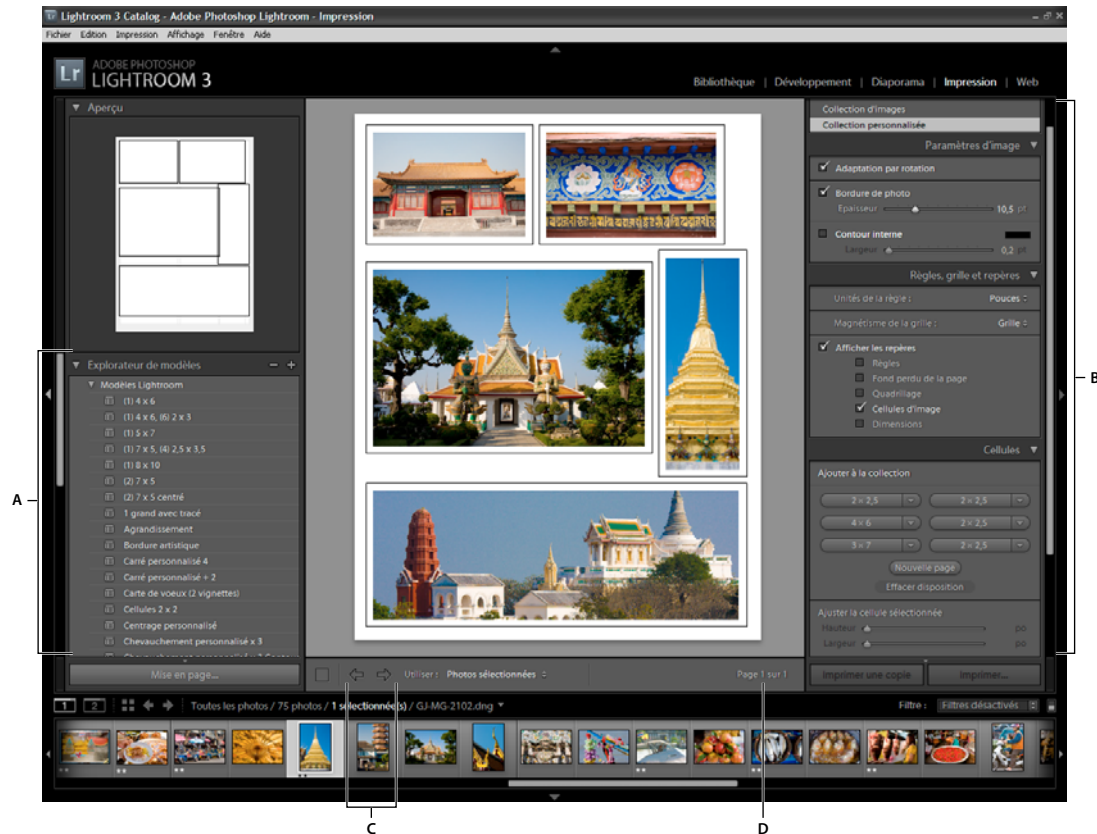 Lightroom 3 Catalog - Adobe Photoshop Lightroom - Impression
Fichier Edition Impression Affichage Fenêtre Aide
Lr
ADOBE PHOTOSHOP
LIGHTROOM 3
Bibliothèque | Développement | Diaporama | Impression | Web
Aperçu
Explorateur de modèles
Modèles Lightroom
(1) 4 x 6
(1) 4 x 6, (6) 2 x 3
(1) 5 x 7
(1) 7 x 5, (4) 2,5 x 3,5
(1) 8 x 10
(2) 7 x 5
(2) 7 x 5 centré
1 grand avec tracé
Agrandissement
Bordure artistique
Carré personnalisé 4
Carré personnalisé + 2
Carte de voeux (2 vignettes)
Cellules 2 x 2
Centrage personnalisé
Chevauchement personnalisé x 3
Mise en page...
A
Utiliser : Photos sélectionnées
Page 1 sur 1
Collection d'images
Collection personnalisée
Paramètres d'image
Adaptation par rotation
Bordure de photo
Epaisseur 10,5 pt
Contour interne
Largeur 0,2 pt
Règles, grille et repères
Unités de la règle : Pouces
Magnétisme de la grille : Grille
Afficher les repères
Règles
Fond perdu de la page
Quadrillage
Cellules d'image
Dimensions
Cellules
Ajouter à la collection
2 × 2,5 2 × 2,5
4 × 6 2 × 2,5
3 × 7 2 × 2,5
Nouvelle page
Effacer disposition
Ajuster la cellule sélectionnée
Hauteur po
Largeur po
Imprimer une copie Imprimer...
B
1 2 Toutes les photos / 75 photos / 1 sélectionnée(s) / GJ-MG-2102.dng
Filtre : Filtres désactivés
C
D